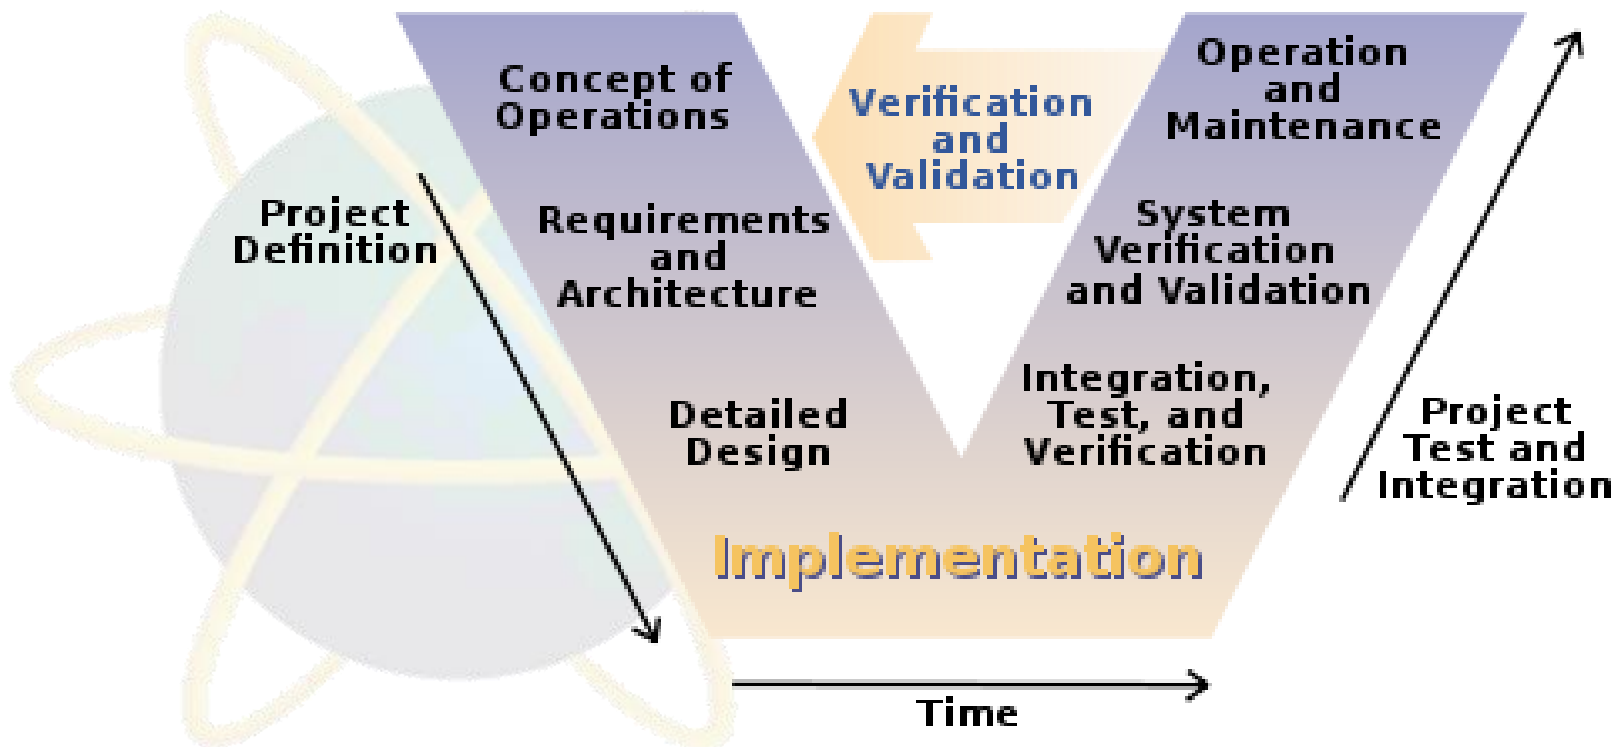 Concept of
Operations
Verification
and
Validation
Operation
and
Maintenance
Project
Definition
Requirements
and
Architecture
System
Verification
and Validation
Detailed
Design
Integration,
Test, and
Verification
Project
Test and
Integration
Implementation
Time